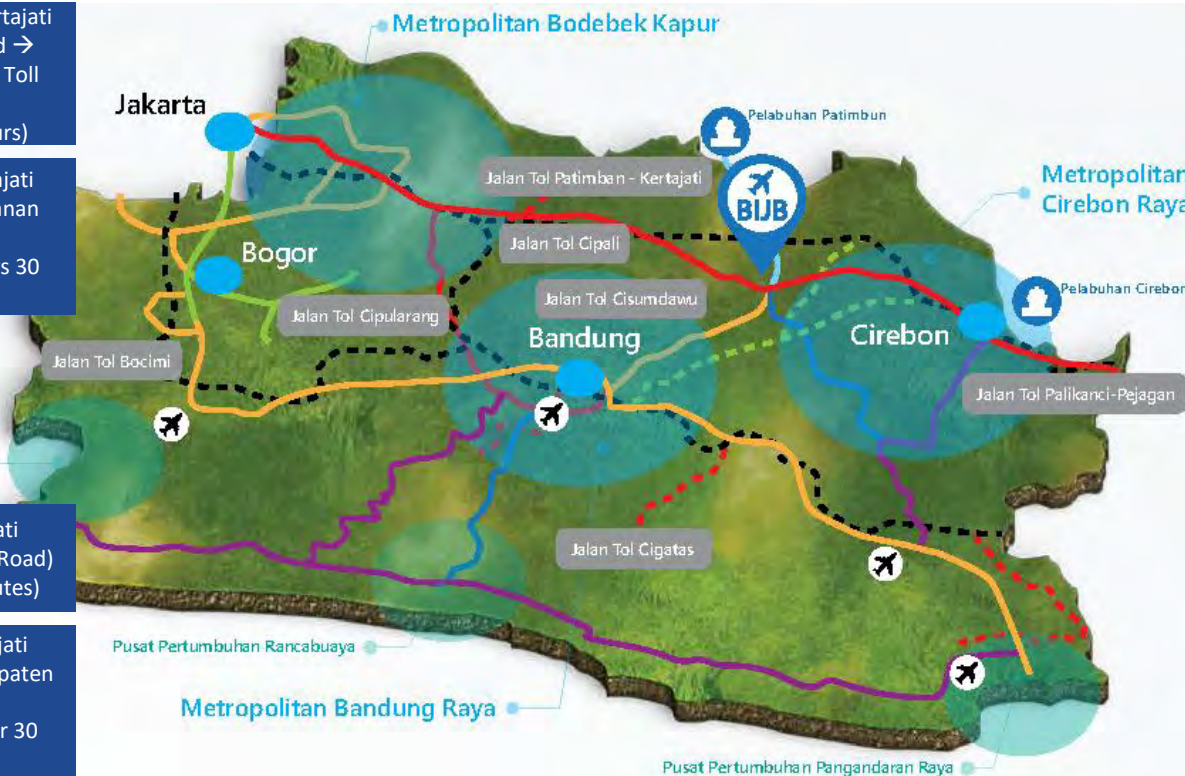 rtajati
d →
Toll
urs)
jati
anan
s 30
ati
Road)
utes)
jati
paten
r 30
Metropolitan Bodebek Kapur
Jakarta
Pelabuhan Patimbun
Jalan Tol Patimban - Kertajati
BIJB
Metropolitan
Cirebon Raya
Bogor
Jalan Tol Cipali
Jalan Tol Cisumdawu
Pelabuhan Cirebon
Jalan Tol Cipularang
Bandung
Cirebon
Jalan Tol Bocimi
Jalan Tol Palikanci-Pejagan
Jalan Tol Cigatas
Pusat Pertumbuhan Rancabuaya
Metropolitan Bandung Raya
Pusat Pertumbuhan Pangandaran Raya